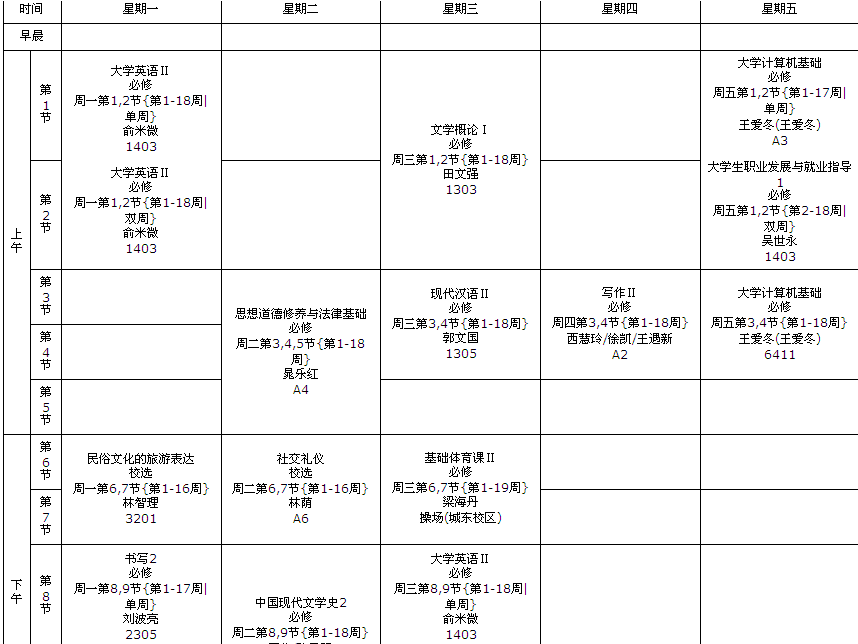 时间 星期一 星期二 星期三 星期四 星期五
早晨
上午
第1节
大学英语Ⅱ
必修
周一第1,2节{第1-18周|
单周}
俞米微
1403
大学英语Ⅱ
必修
周一第1,2节{第1-18周|
双周}
俞米微
1403
文学概论Ⅰ
必修
周三第1,2节{第1-18周}
田文强
1303
大学计算机基础
必修
周五第1,2节{第1-17周|
单周}
王爱冬(王爱冬)
A3
大学生职业发展与就业指导
1
必修
周五第1,2节{第2-18周|
双周}
吴世永
1403
第2节
第3节
思想道德修养与法律基础
必修
周二第3,4,5节{第1-18
周}
晁乐红
A4
现代汉语Ⅱ
必修
周三第3,4节{第1-18周}
郭文国
1305
写作Ⅱ
必修
周四第3,4节{第1-18周}
西慧玲/徐凯/王遇新
A2
大学计算机基础
必修
周五第3,4节{第1-18周}
王爱冬(王爱冬)
6411
第4节
第5节
下午
第6节
民俗文化的旅游表达
校选
周一第6,7节{第1-16周}
林智理
3201
社交礼仪
校选
周二第6,7节{第1-16周}
林荫
A6
基础体育课Ⅱ
必修
周三第6,7节{第1-19周}
梁海丹
操场(城东校区)
第7节
第8节
书写2
必修
周一第8,9节{第1-17周|
单周}
刘波亮
2305
中国现代文学史2
必修
周二第8,9节{第1-18周}
大学英语Ⅱ
必修
周三第8,9节{第1-18周|
单周}
俞米微
1403